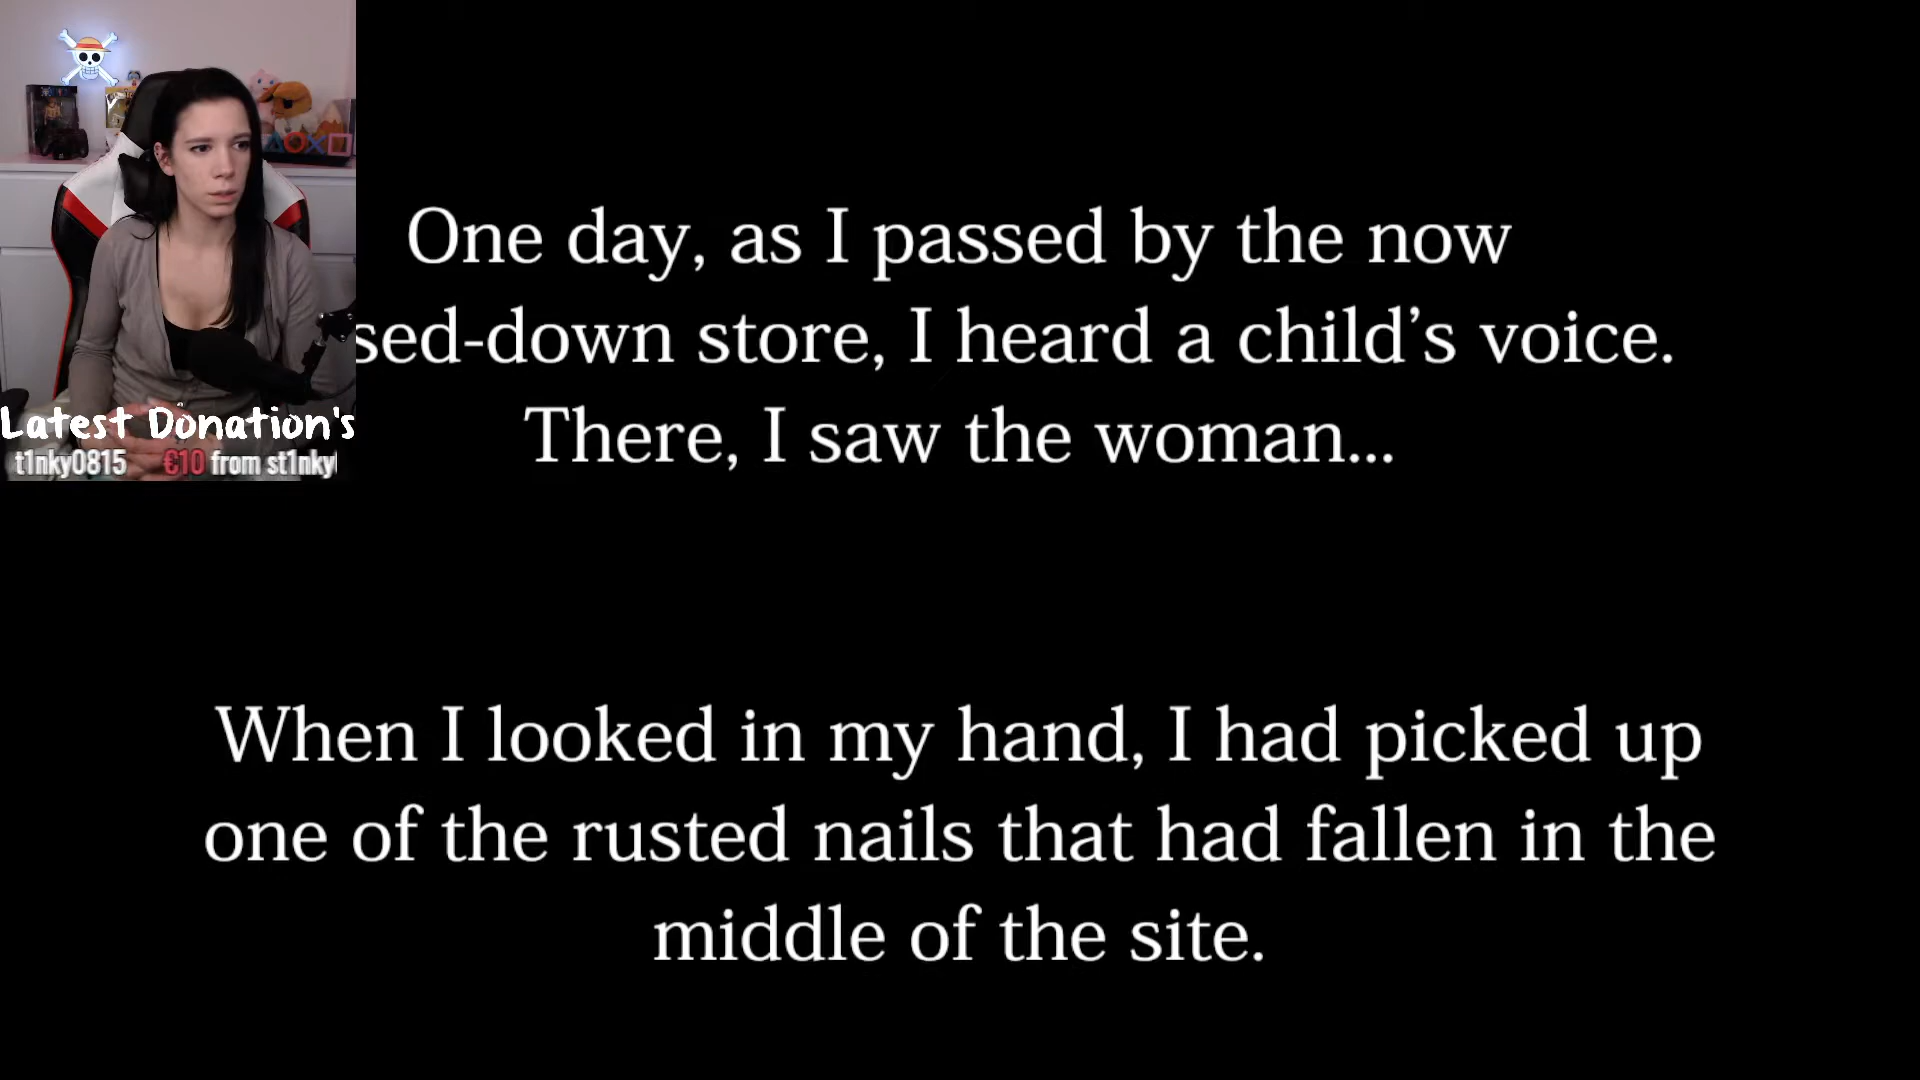 One day, as I passed by the now
sed-down store, I heard a child’s voice.
There, I saw the woman...
Latest Donation's
t1nky0815 €10 from st1nky
When I looked in my hand, I had picked up
one of the rusted nails that had fallen in the
middle of the site.